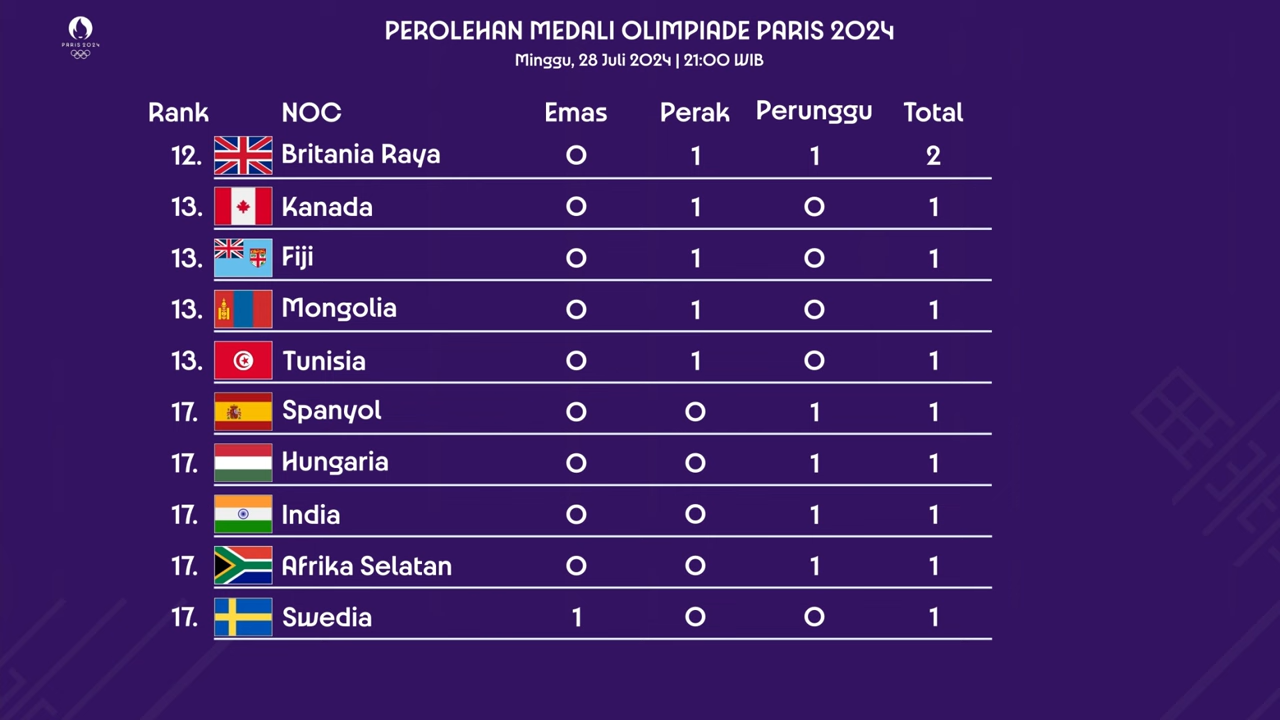 PARIS 2024
PEROLEHAN MEDALI OLIMPIADE PARIS 2024
Minggu, 28 Juli 2024 | 21:00 WIB
Rank NOC Emas Perak Perunggu Total
12. Britania Raya 0 1 1 2
13. Kanada 0 1 0 1
13. Fiji 0 1 0 1
13. Mongolia 0 1 0 1
13. Tunisia 0 1 0 1
17. Spanyol 0 0 1 1
17. Hungaria 0 0 1 1
17. India 0 0 1 1
17. Afrika Selatan 0 0 1 1
17. Swedia 1 0 0 1